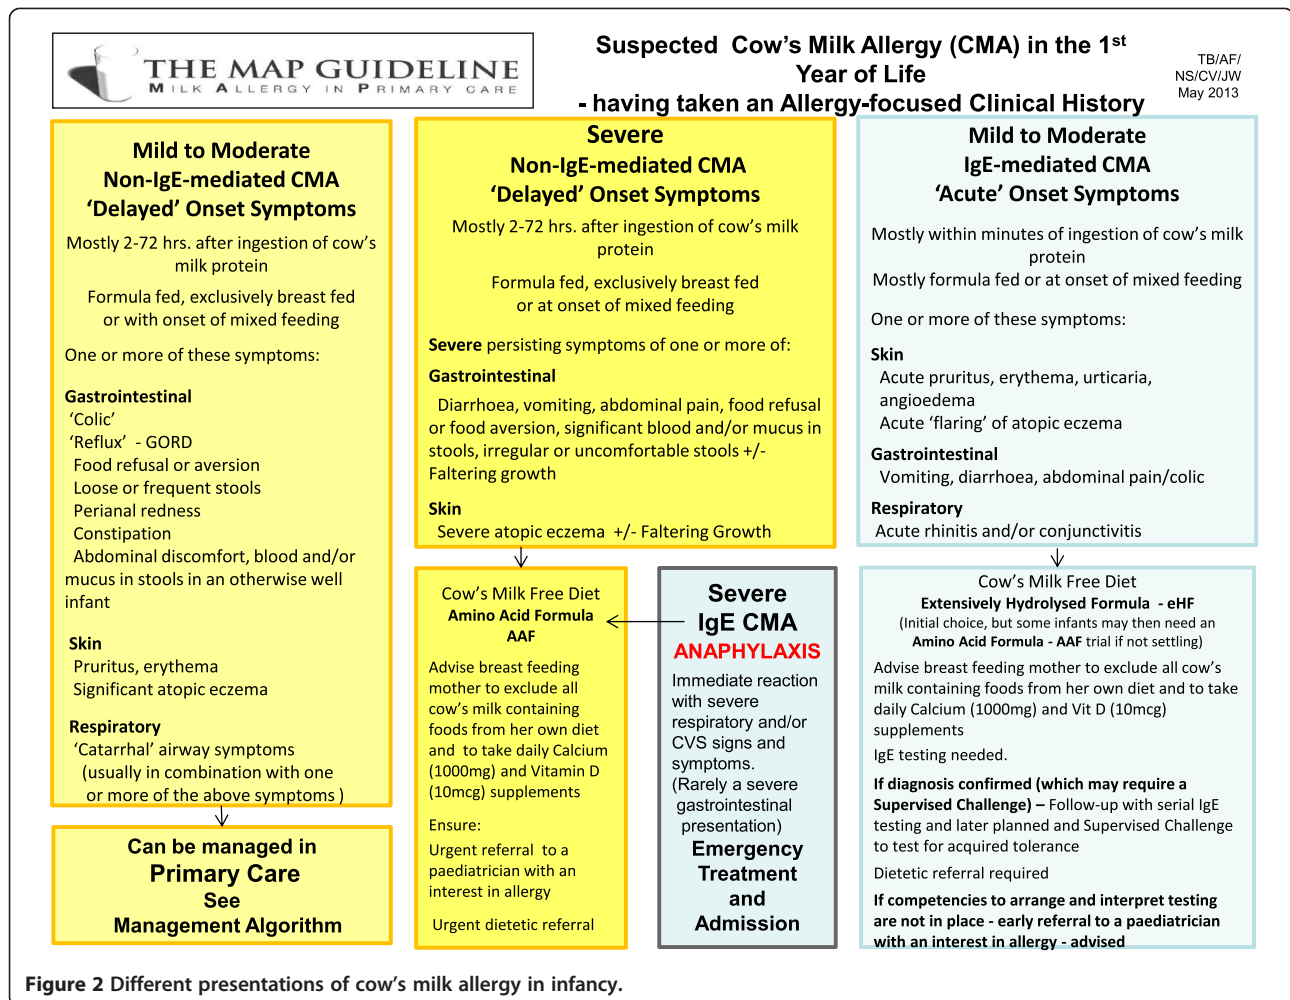 THE MAP GUIDELINE
MILK ALLERGY IN PRIMARY CARE
Suspected Cow's Milk Allergy (CMA) in the 1st
Year of Life
- having taken an Allergy-focused Clinical History
TB/AF/
NS/CV/JW
May 2013
Mild to Moderate
Non-IgE-mediated CMA
‘Delayed’ Onset Symptoms
Mostly 2-72 hrs. after ingestion of cow’s
milk protein
Formula fed, exclusively breast fed
or with onset of mixed feeding
One or more of these symptoms:
Gastrointestinal
‘Colic’
‘Reflux’ - GORD
Food refusal or aversion
Loose or frequent stools
Perianal redness
Constipation
Abdominal discomfort, blood and/or
mucus in stools in an otherwise well
infant
Skin
Pruritus, erythema
Significant atopic eczema
Respiratory
‘Catarrhal’ airway symptoms
(usually in combination with one
or more of the above symptoms )
Can be managed in
Primary Care
See
Management Algorithm
Severe
Non-IgE-mediated CMA
‘Delayed’ Onset Symptoms
Mostly 2-72 hrs. after ingestion of cow’s milk
protein
Formula fed, exclusively breast fed
or at onset of mixed feeding
Severe persisting symptoms of one or more of:
Gastrointestinal
Diarrhoea, vomiting, abdominal pain, food refusal
or food aversion, significant blood and/or mucus in
stools, irregular or uncomfortable stools +/-
Faltering growth
Skin
Severe atopic eczema +/- Faltering Growth
Cow’s Milk Free Diet
Amino Acid Formula
AAF
Advise breast feeding
mother to exclude all
cow’s milk containing
foods from her own diet
and to take daily Calcium
(1000mg) and Vitamin D
(10mcg) supplements
Ensure:
Urgent referral to a
paediatrician with an
interest in allergy
Urgent dietetic referral
Severe
IgE CMA
ANAPHYLAXIS
Immediate reaction
with severe
respiratory and/or
CVS signs and
symptoms.
(Rarely a severe
gastrointestinal
presentation)
Emergency
Treatment
and
Admission
Mild to Moderate
IgE-mediated CMA
‘Acute’ Onset Symptoms
Mostly within minutes of ingestion of cow’s milk
protein
Mostly formula fed or at onset of mixed feeding
One or more of these symptoms:
Skin
Acute pruritus, erythema, urticaria,
angioedema
Acute ‘flaring’ of atopic eczema
Gastrointestinal
Vomiting, diarrhoea, abdominal pain/colic
Respiratory
Acute rhinitis and/or conjunctivitis
Cow’s Milk Free Diet
Extensively Hydrolysed Formula - eHF
(Initial choice, but some infants may then need an
Amino Acid Formula - AAF trial if not settling)
Advise breast feeding mother to exclude all cow’s
milk containing foods from her own diet and to take
daily Calcium (1000mg) and Vit D (10mcg)
supplements
IgE testing needed.
If diagnosis confirmed (which may require a
Supervised Challenge) – Follow-up with serial IgE
testing and later planned and Supervised Challenge
to test for acquired tolerance
Dietetic referral required
If competencies to arrange and interpret testing
are not in place - early referral to a paediatrician
with an interest in allergy - advised
Figure 2 Different presentations of cow’s milk allergy in infancy.